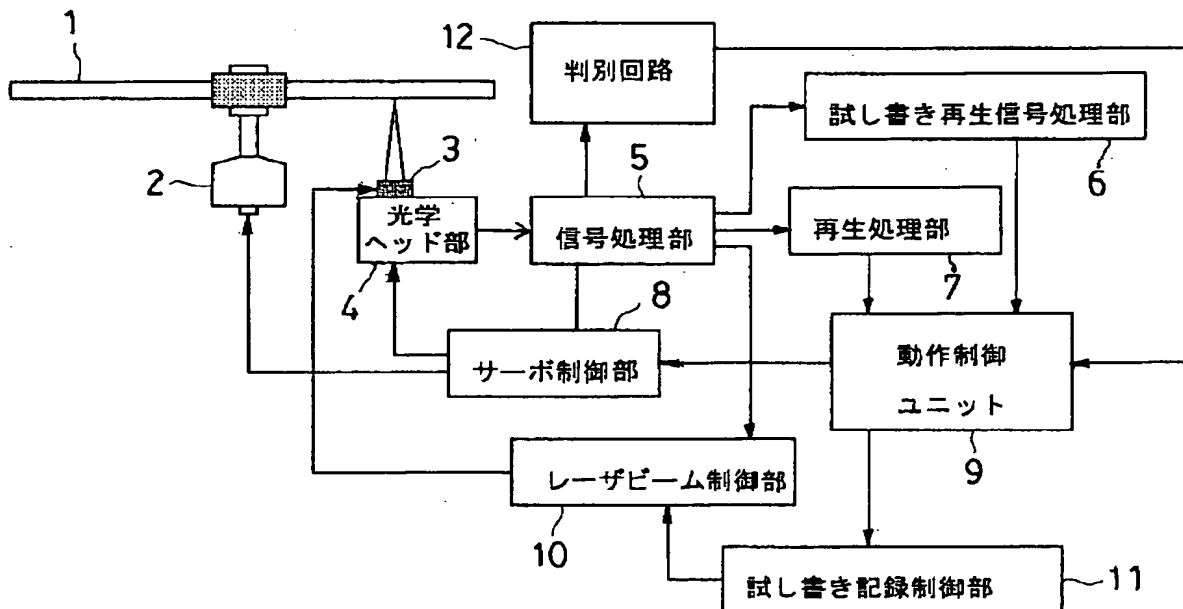 1
12
判別回路
試し書き再生信号処理部
6
2
3
光学
ヘッド部
4
5
信号処理部
再生処理部
7
8
サーボ制御部
動作制御
ユニット
9
レーザビーム制御部
10
試し書き記録制御部
11